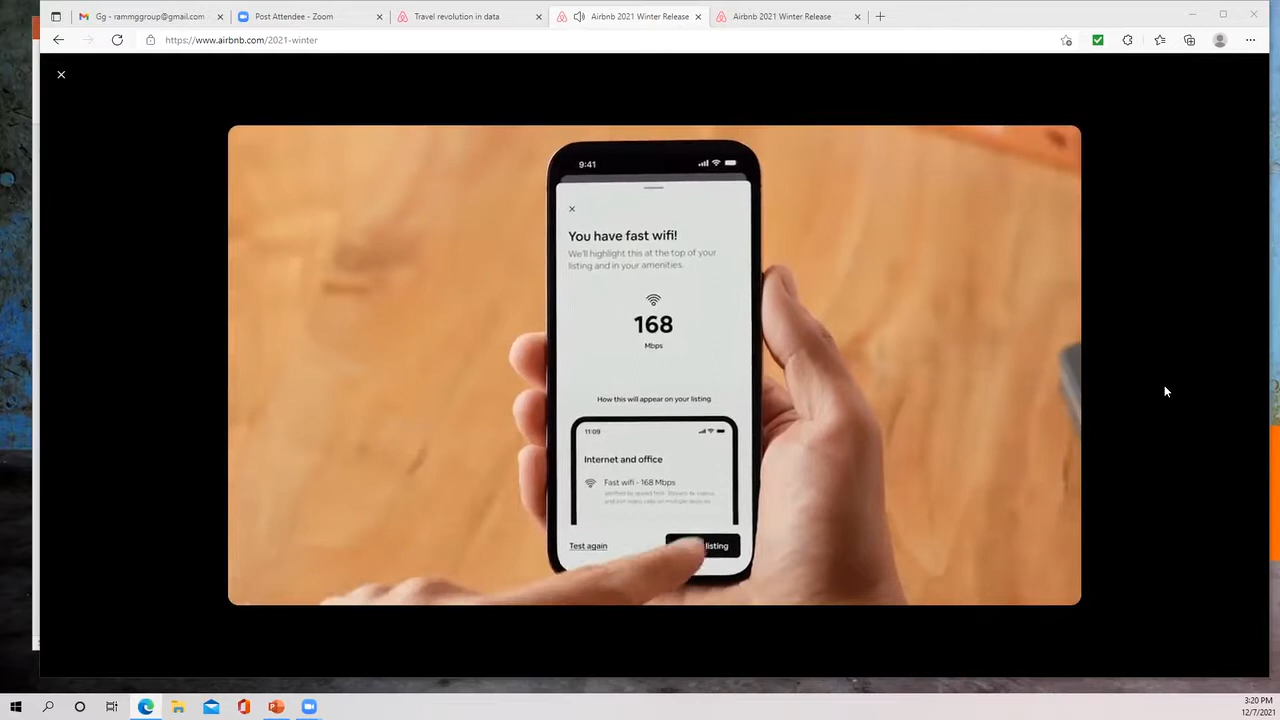 Gg - rammggroup@gmail.com
Post Attendee - Zoom
Travel revolution in data
Airbnb 2021 Winter Release
Airbnb 2021 Winter Release
https://www.airbnb.com/2021-winter
9:41
You have fast wifi!
We'll highlight this at the top of your
listing and in your amenities.
168
Mbps
How this will appear on your listing
11:09
Internet and office
Fast wifi - 168 Mbps
Test again
listing
3:20 PM
12/7/2021